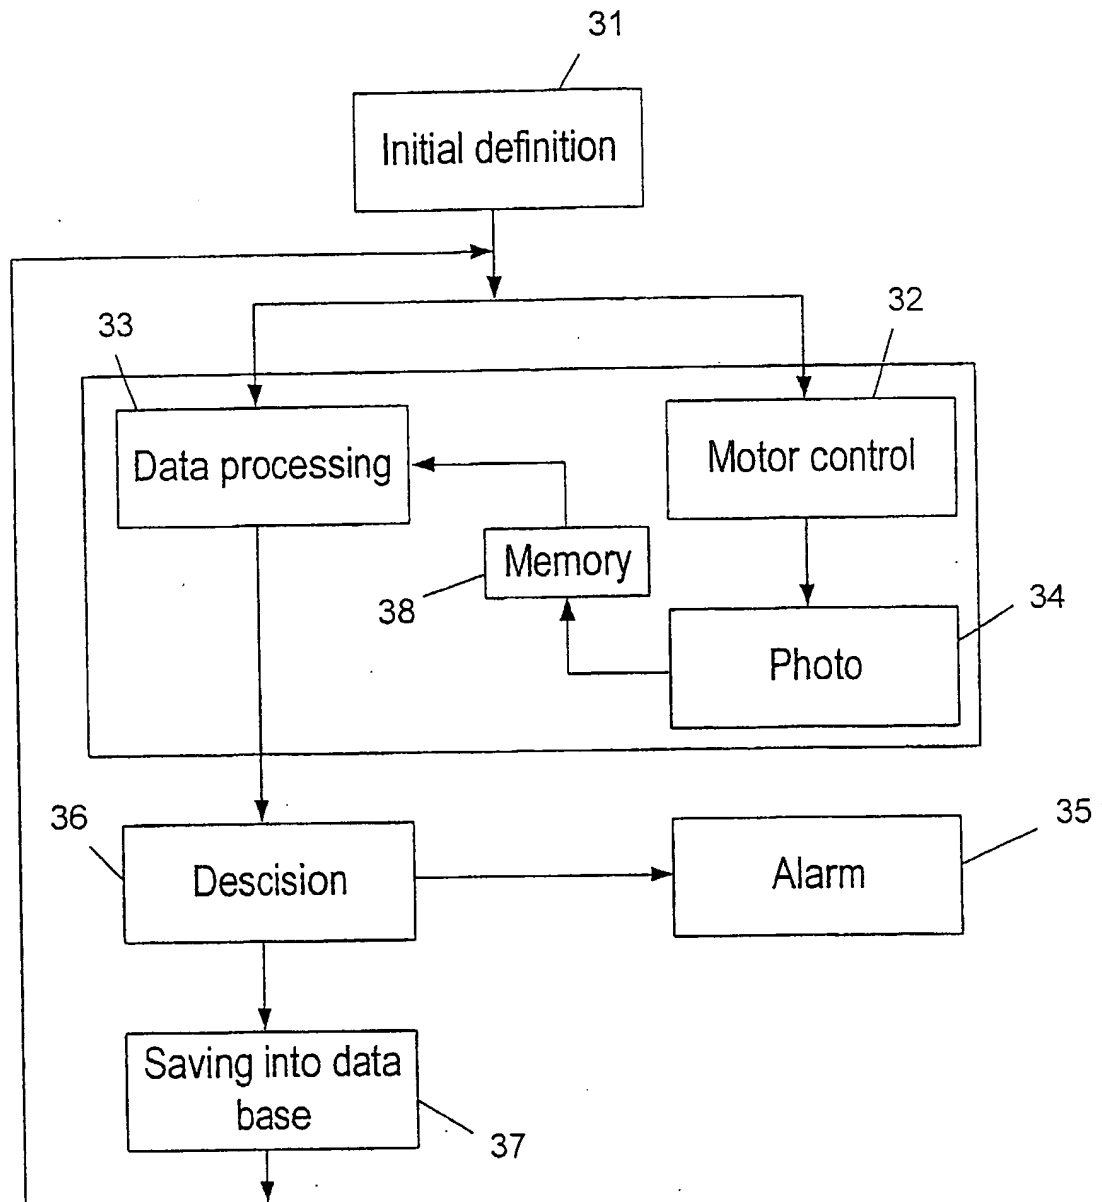 31
Initial definition
33
32
Data processing
Motor control
Memory
38
34
Photo
36
35
Descision
Alarm
Saving into data
base
37